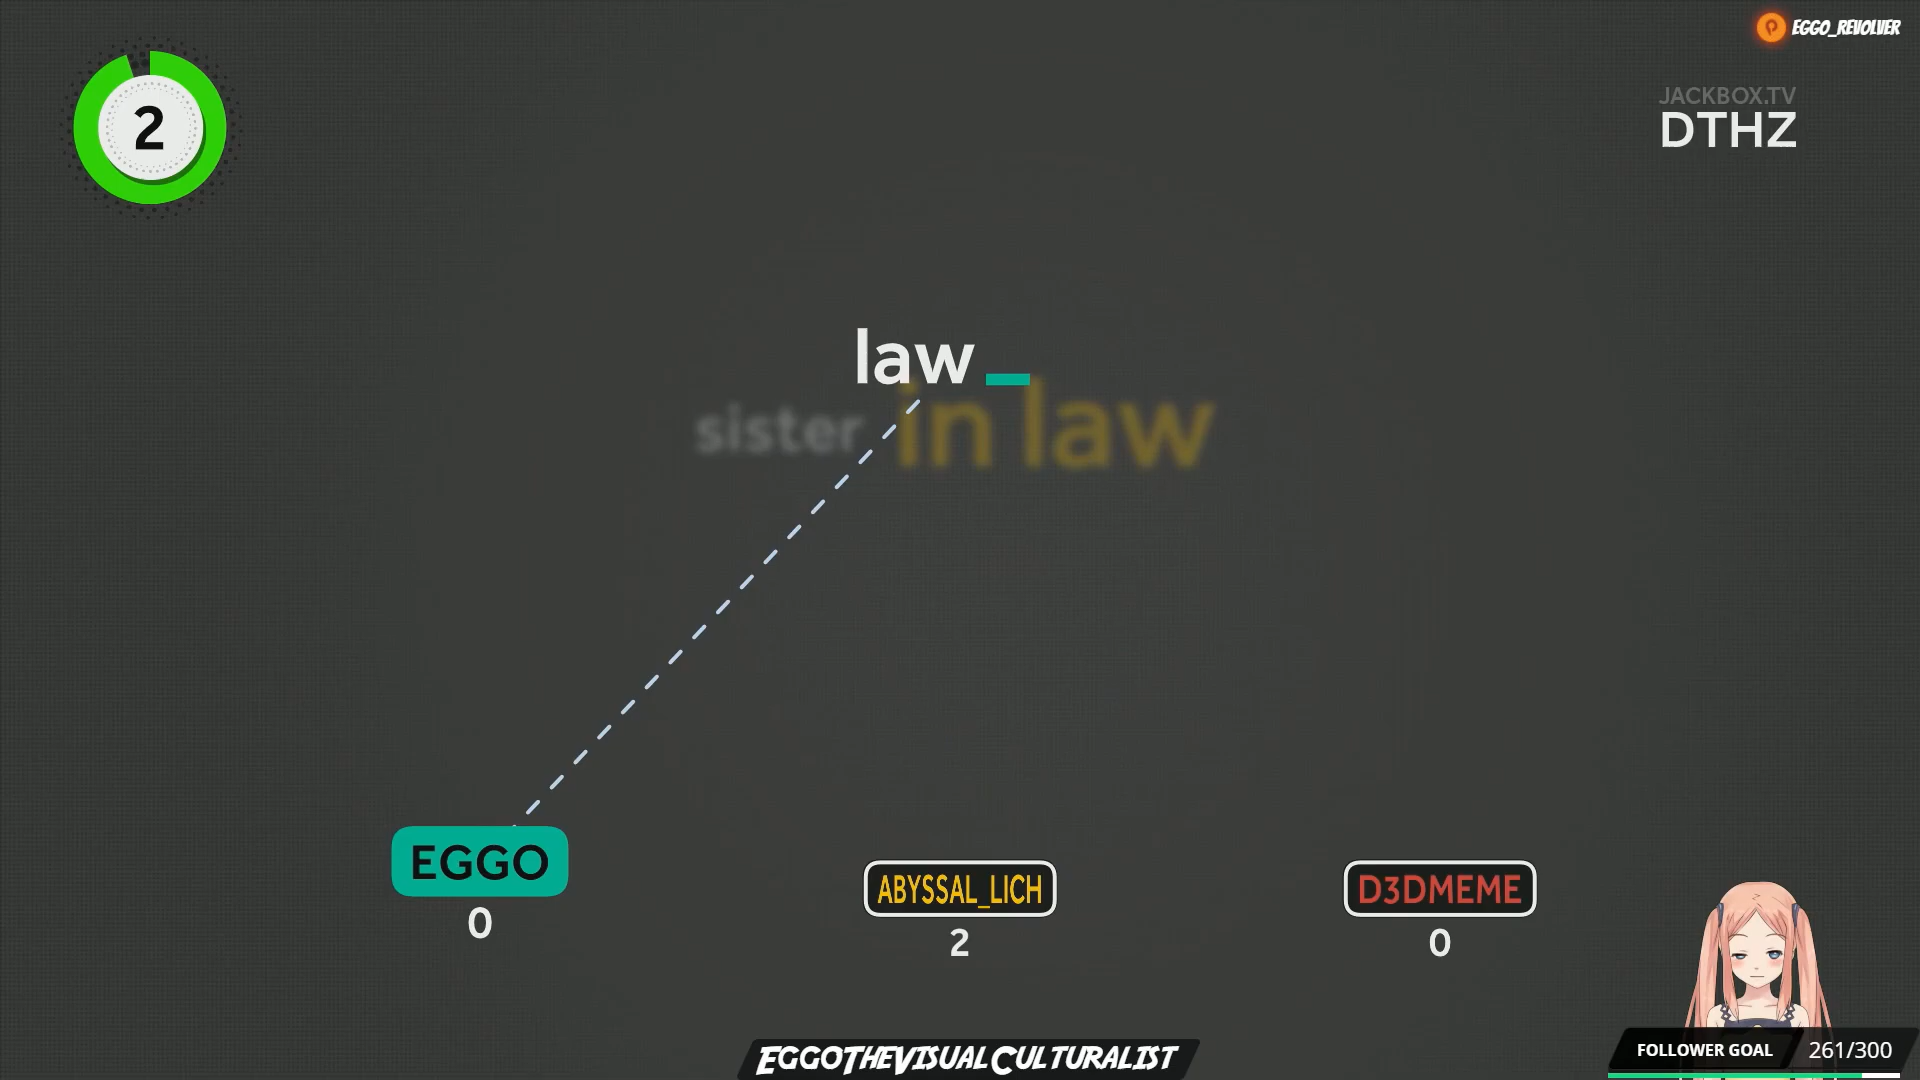 EGGO_REVOLVER
2
JACKBOX.TV
DTHZ
law _
sister in law
EGGO
0
ABYSSAL_LICH
2
D3DMEME
0
EGGOTHEVISUALCULTURALIST
FOLLOWER GOAL 261/300